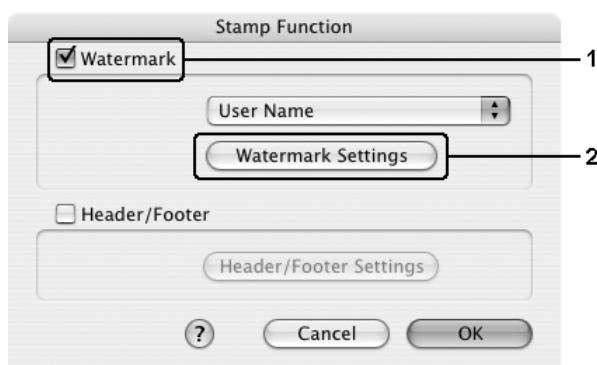 Stamp Function
Watermark
1
User Name
Watermark Settings
2
Header/Footer
Header/Footer Settings
?
Cancel
OK